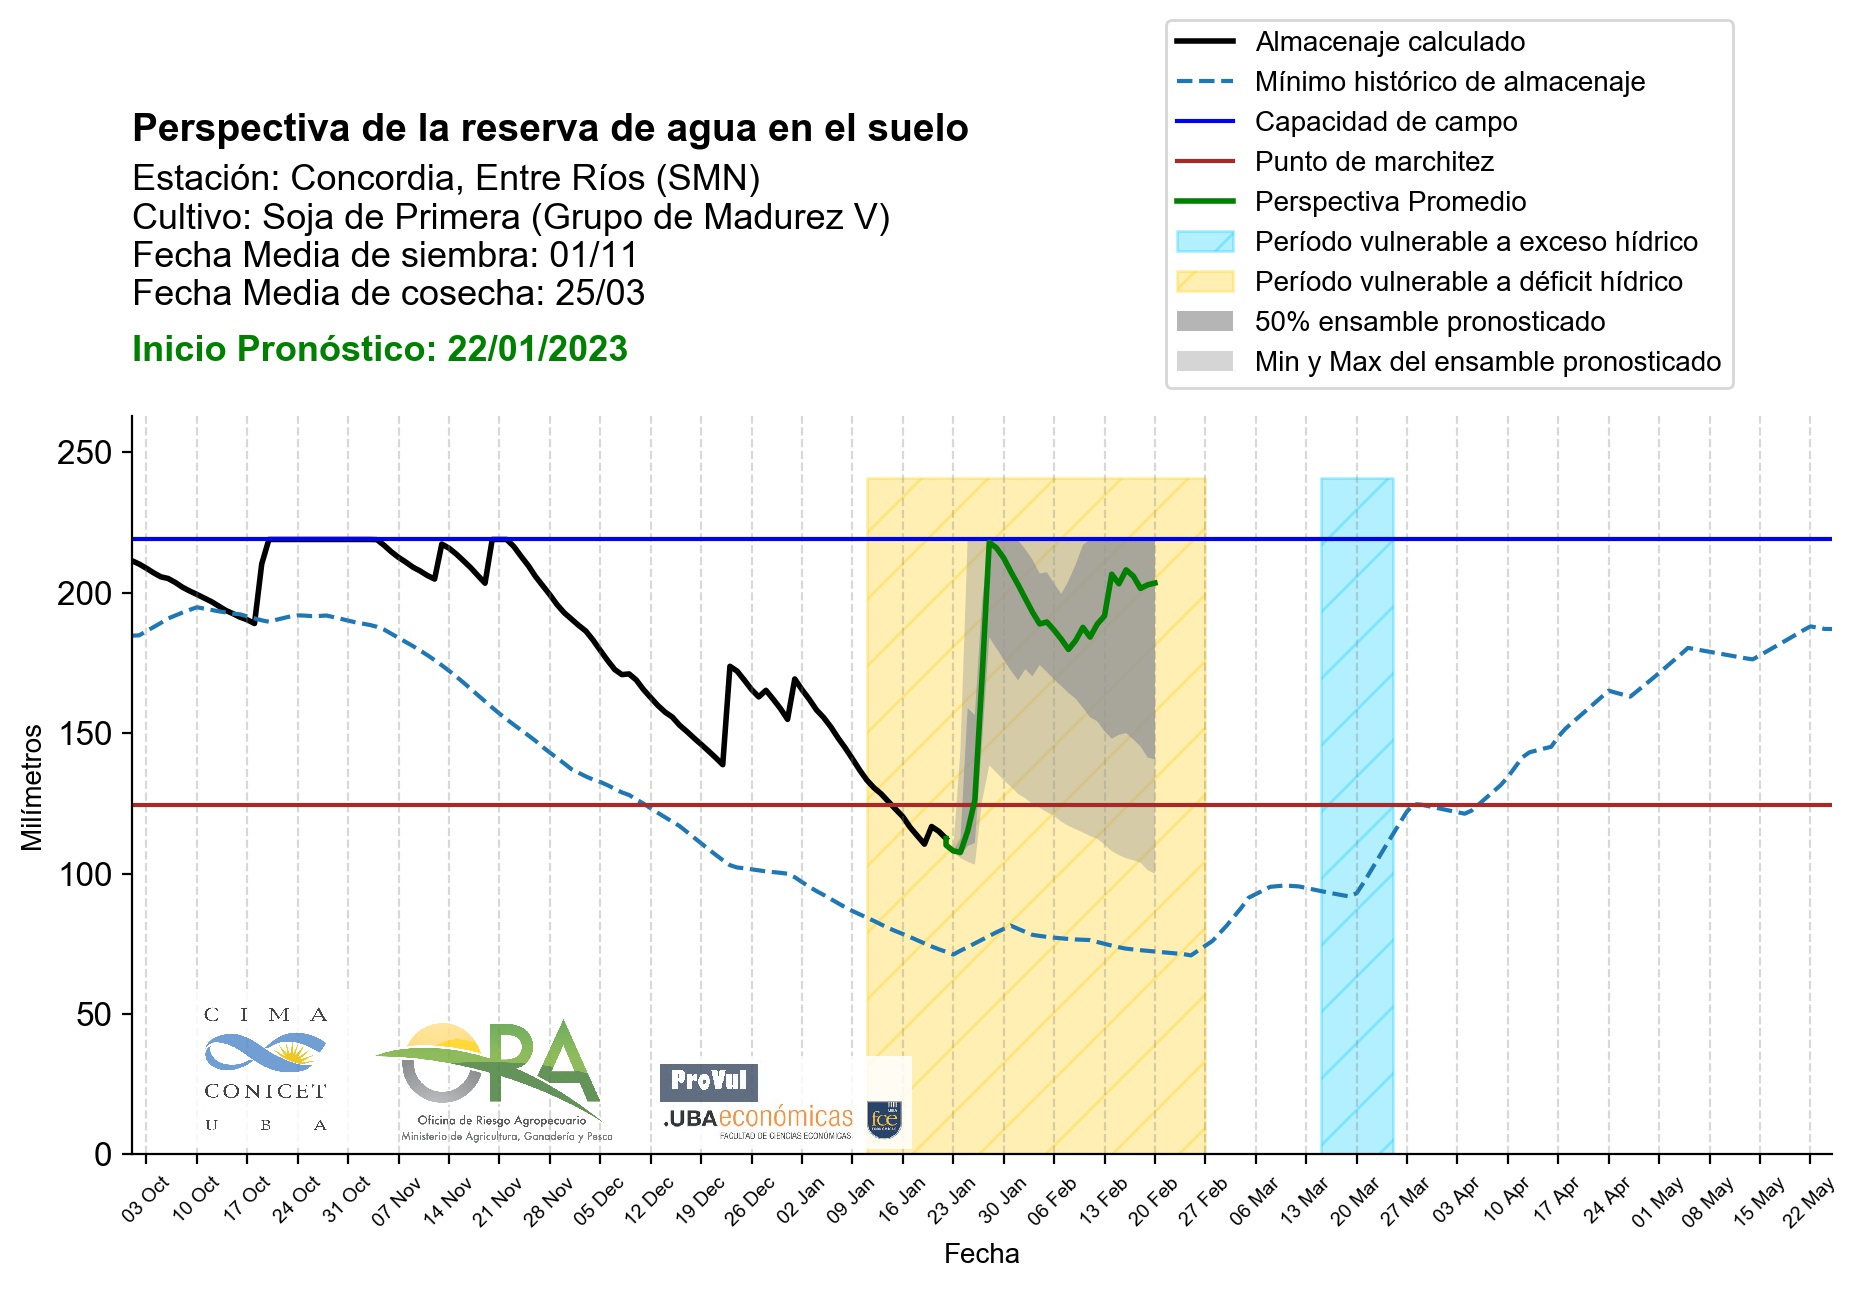 Almacenaje calculado
Mínimo histórico de almacenaje
Capacidad de campo
Punto de marchitez
Perspectiva Promedio
Período vulnerable a exceso hídrico
Período vulnerable a déficit hídrico
50% ensamble pronosticado
Min y Max del ensamble pronosticado
Perspectiva de la reserva de agua en el suelo
Estación: Concordia, Entre Ríos (SMN)
Cultivo: Soja de Primera (Grupo de Madurez V)
Fecha Media de siembra: 01/11
Fecha Media de cosecha: 25/03
Inicio Pronóstico: 22/01/2023
250
200
150
100
50
0
Milímetros
CIMA
CONICET
UBA
ORA
Oficina de Riesgo Agropecuario
Ministerio de Agricultura, Ganadería y Pesca
ProVul
.UBAeconómicas
FACULTAD DE CIENCIAS ECONÓMICAS
fce
03 Oct
10 Oct
17 Oct
24 Oct
31 Oct
07 Nov
14 Nov
21 Nov
28 Nov
05 Dec
12 Dec
19 Dec
26 Dec
02 Jan
09 Jan
16 Jan
23 Jan
30 Jan
06 Feb
13 Feb
20 Feb
27 Feb
06 Mar
13 Mar
20 Mar
27 Mar
03 Apr
10 Apr
17 Apr
24 Apr
01 May
08 May
15 May
22 May
Fecha